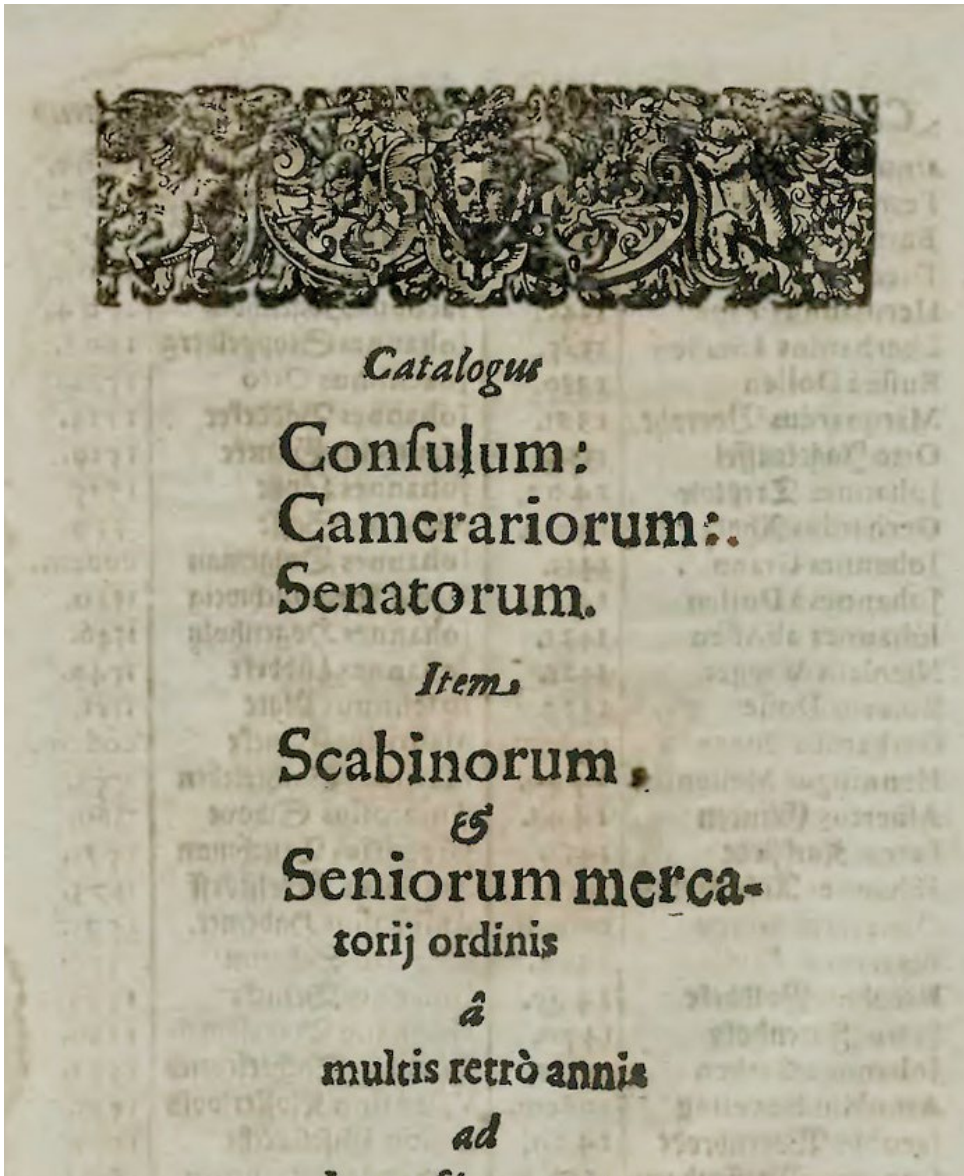 Catalogus
Conſulum:
Camerariorum:
Senatorum.
Item
Scabinorum
&
Seniorum merca-
torij ordinis
â
multis retrò annis
ad